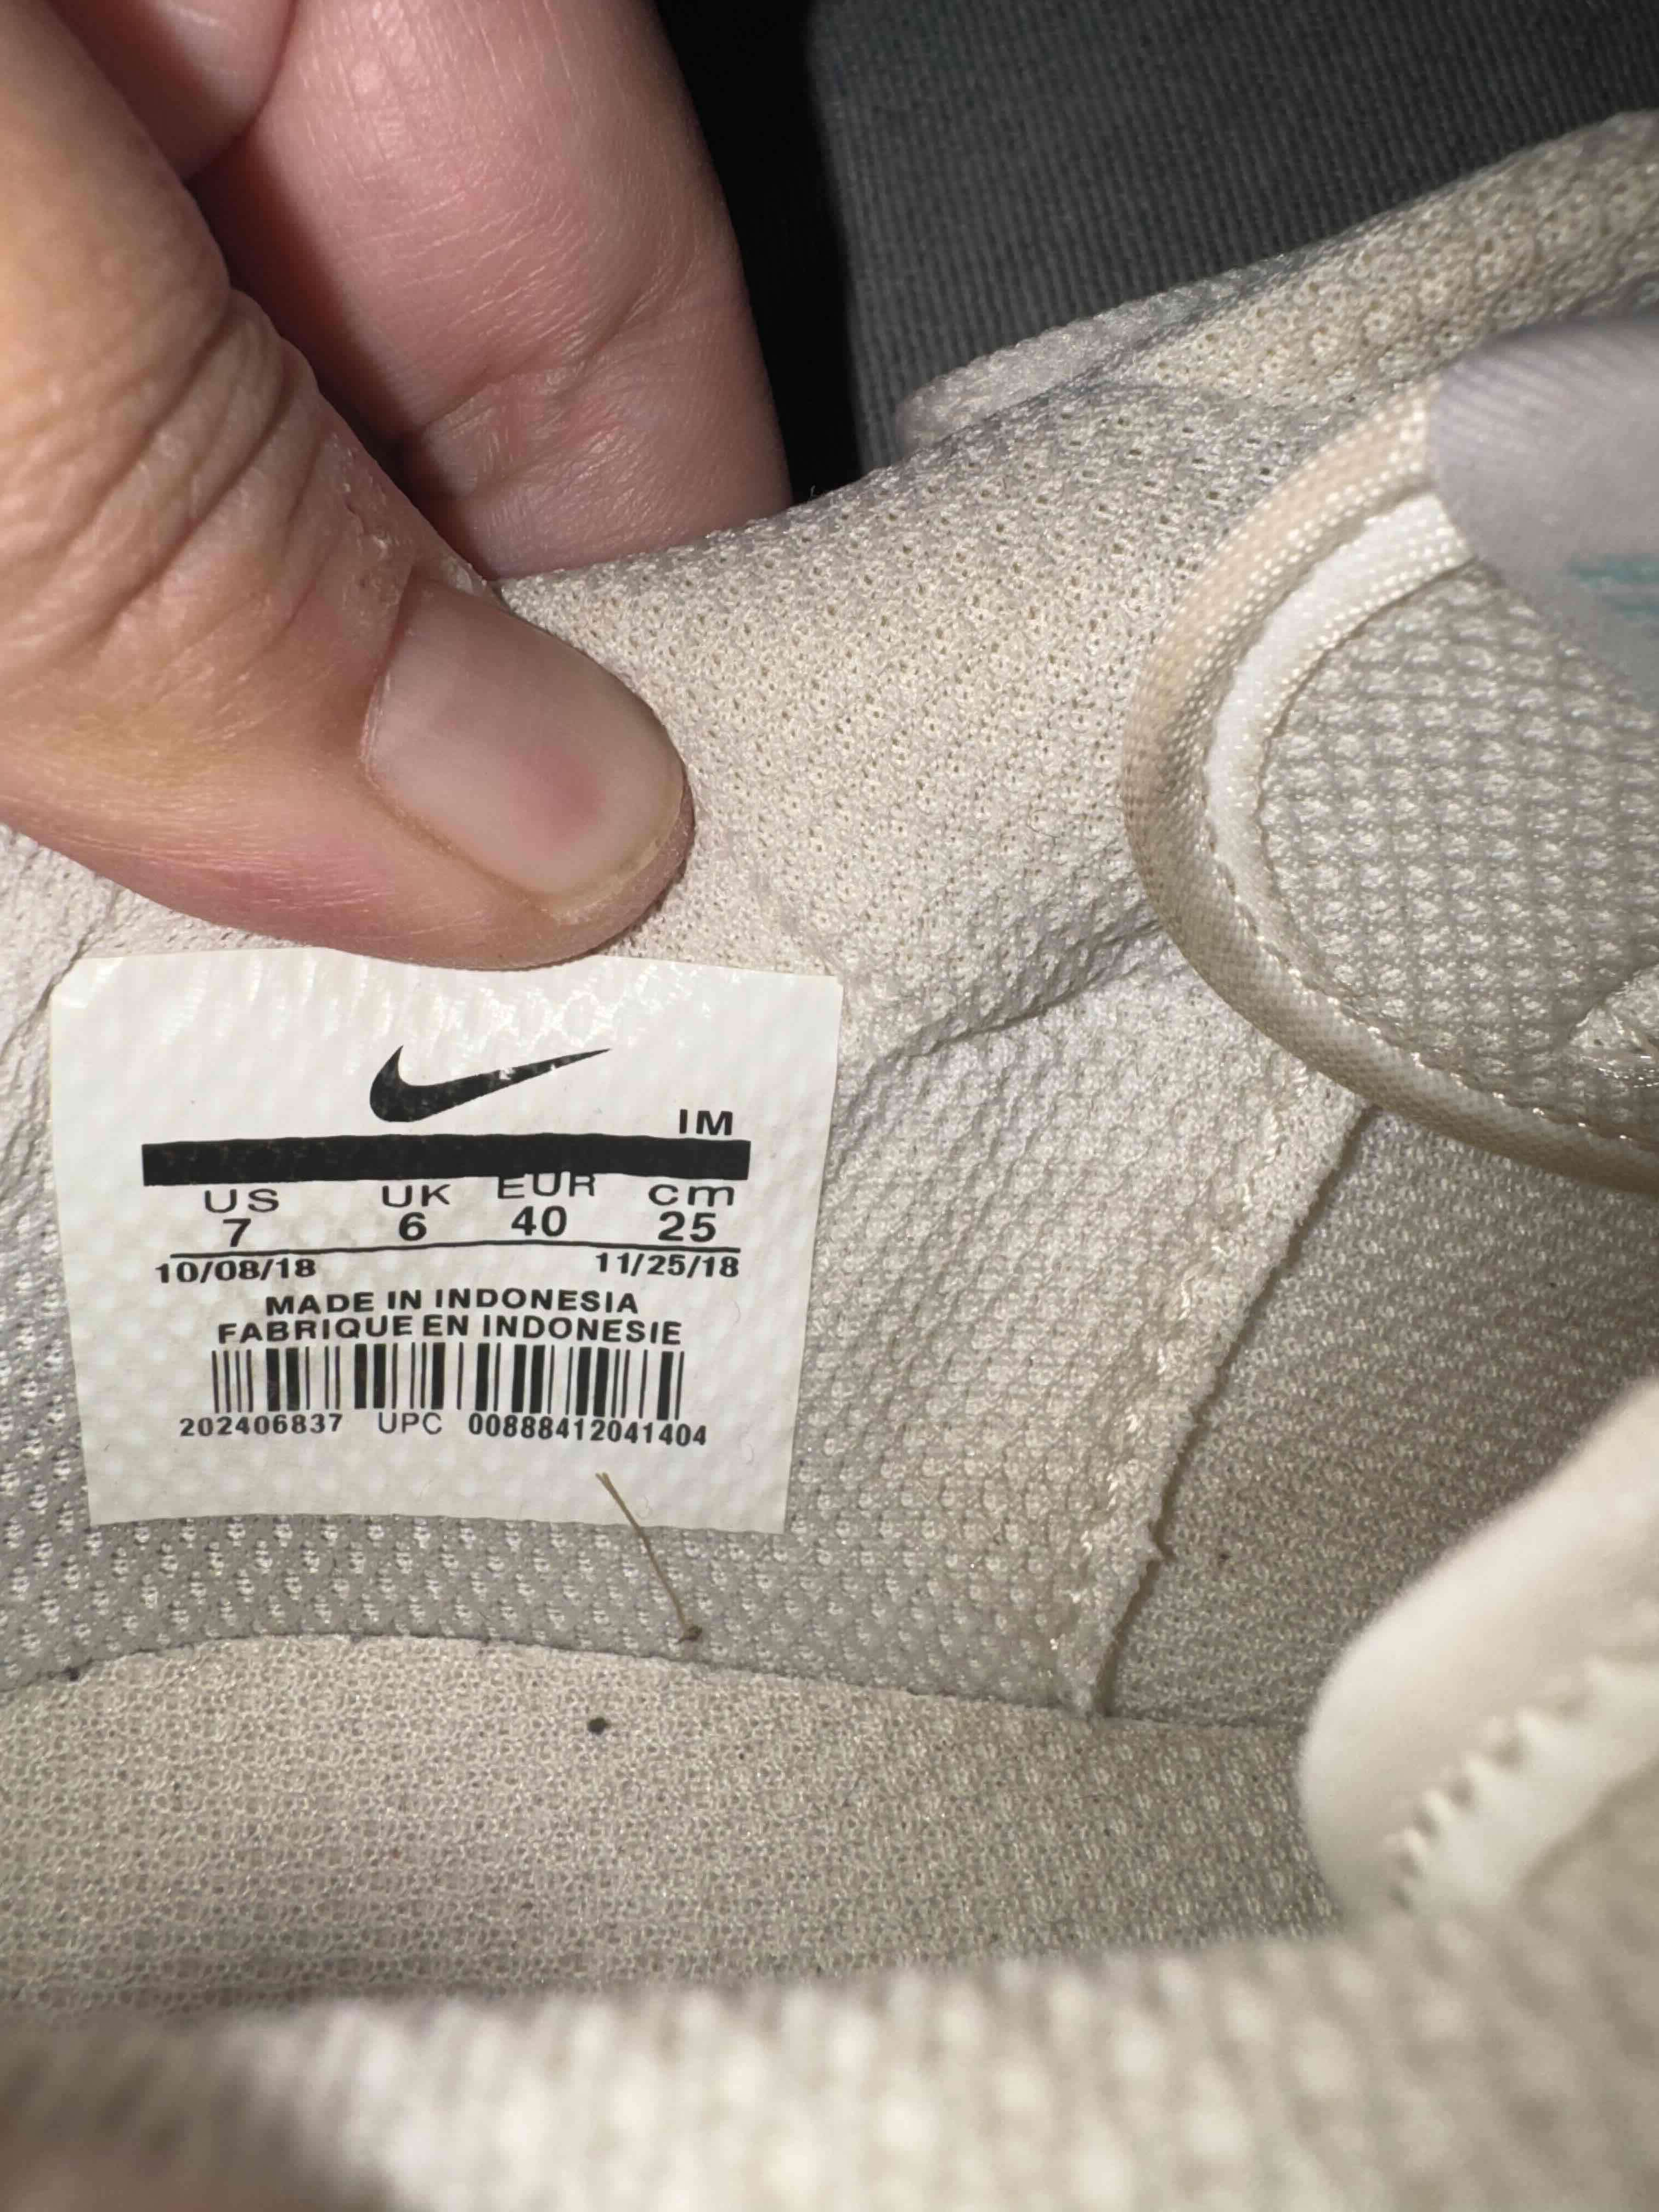 IM
US UK EUR cm
7 6 40 25
10/08/18 11/25/18
MADE IN INDONESIA
FABRIQUE EN INDONESIE
202406837 UPC 00888412041404